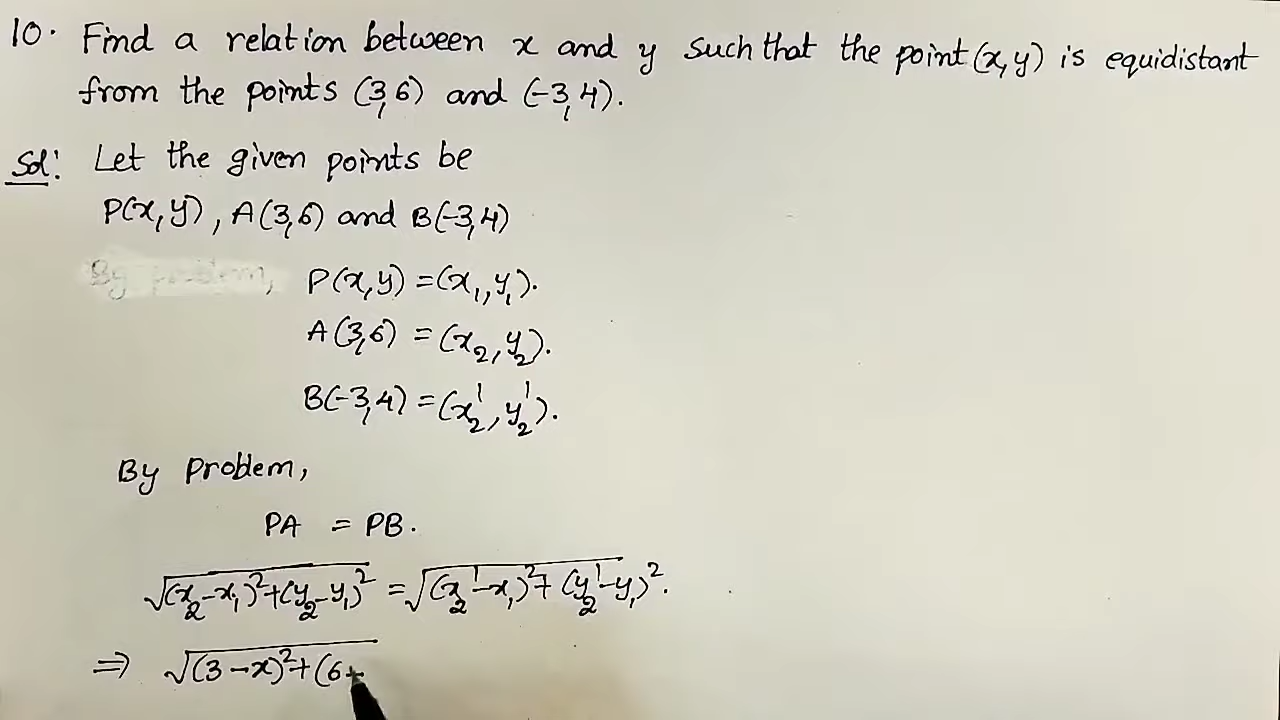 10. Find a relation between x and y such that the point (x, y) is equidistant
from the points (3, 6) and (-3, 4).
Sol: Let the given points be
P(x, y), A(3, 6) and B(-3, 4)
By problem, P(x, y) = (x₁, y₁).
A(3, 6) = (x₂, y₂).
B(-3, 4) = (x₂', y₂').
By Problem,
PA = PB.
√(x₂-x₁)²+(y₂-y₁)² = √(x₂'-x₁)²+(y₂'-y₁)².
⇒ √(3-x)²+(6-